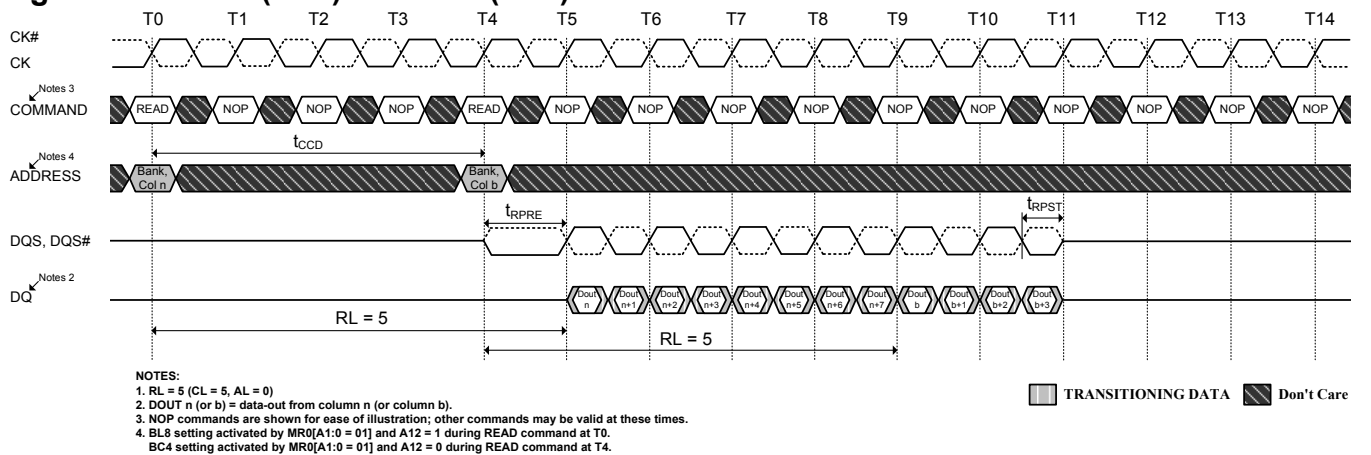 T0 T1 T2 T3 T4 T5 T6 T7 T8 T9 T10 T11 T12 T13 T14
CK#
CK
Notes 3
COMMAND READ NOP NOP NOP READ NOP NOP NOP NOP NOP NOP NOP NOP NOP NOP
tCCD
Notes 4
ADDRESS Bank, Col n Bank, Col b
tRPRE tRPST
DQS, DQS#
Notes 2
DQ Dout n Dout n+1 Dout n+2 Dout n+3 Dout n+4 Dout n+5 Dout n+6 Dout n+7 Dout b Dout b+1 Dout b+2 Dout b+3
RL = 5
RL = 5
NOTES:
1. RL = 5 (CL = 5, AL = 0)
2. DOUT n (or b) = data-out from column n (or column b).
3. NOP commands are shown for ease of illustration; other commands may be valid at these times.
4. BL8 setting activated by MR0[A1:0 = 01] and A12 = 1 during READ command at T0.
BC4 setting activated by MR0[A1:0 = 01] and A12 = 0 during READ command at T4.
TRANSITIONING DATA Don't Care